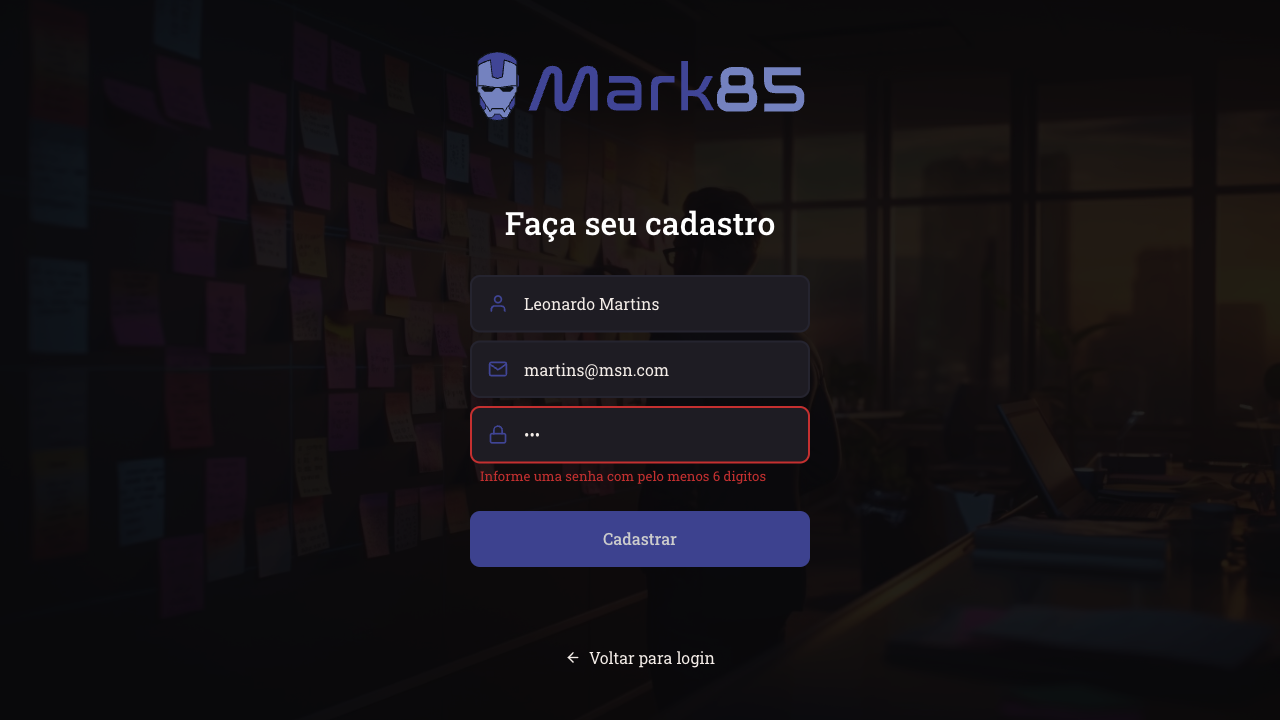 Mark85
Faça seu cadastro
Leonardo Martins
martins@msn.com
•••
Informe uma senha com pelo menos 6 digitos
Cadastrar
Voltar para login